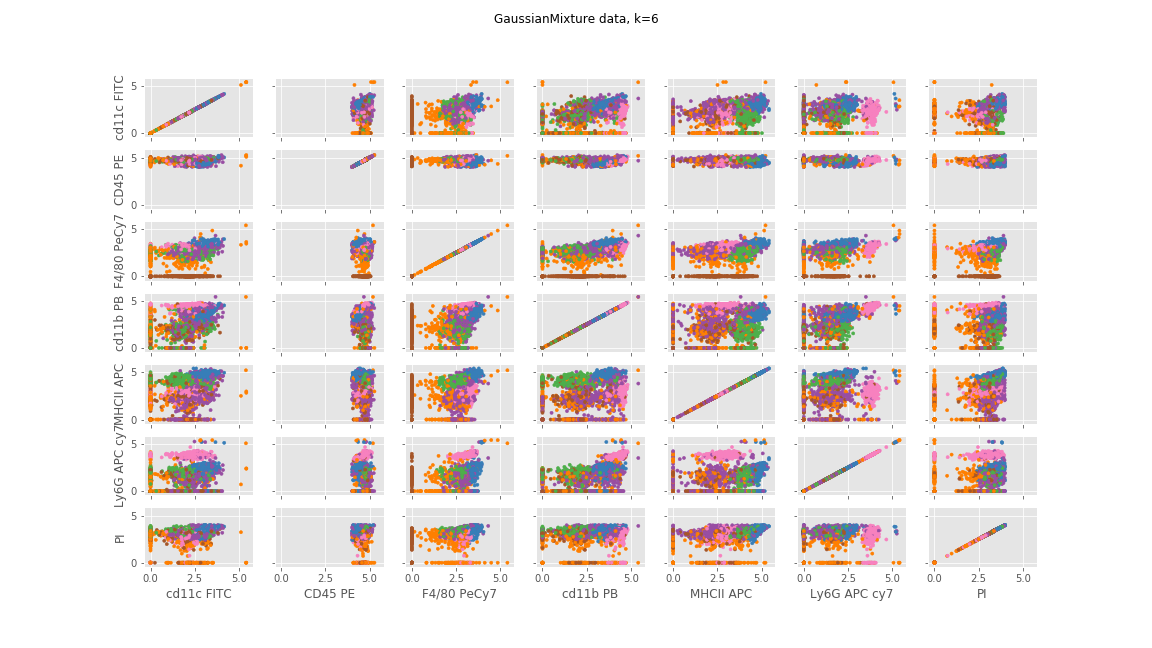 GaussianMixture data, k=6
cd11c FITC
5
0
CD45 PE
5
0
F4/80 PeCy7
5
0
cd11b PB
5
0
MHCII APC
5
0
Ly6G APC cy7
5
0
PI
5
0
0.0 2.5 5.0 0.0 2.5 5.0 0.0 2.5 5.0 0.0 2.5 5.0 0.0 2.5 5.0 0.0 2.5 5.0 0.0 2.5 5.0
cd11c FITC CD45 PE F4/80 PeCy7 cd11b PB MHCII APC Ly6G APC cy7 PI